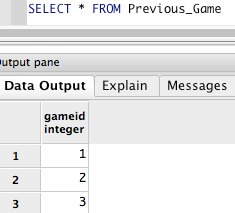 SELECT * FROM Previous_Game
Output pane
Data Output Explain Messages
gameid
integer
1 1
2 2
3 3